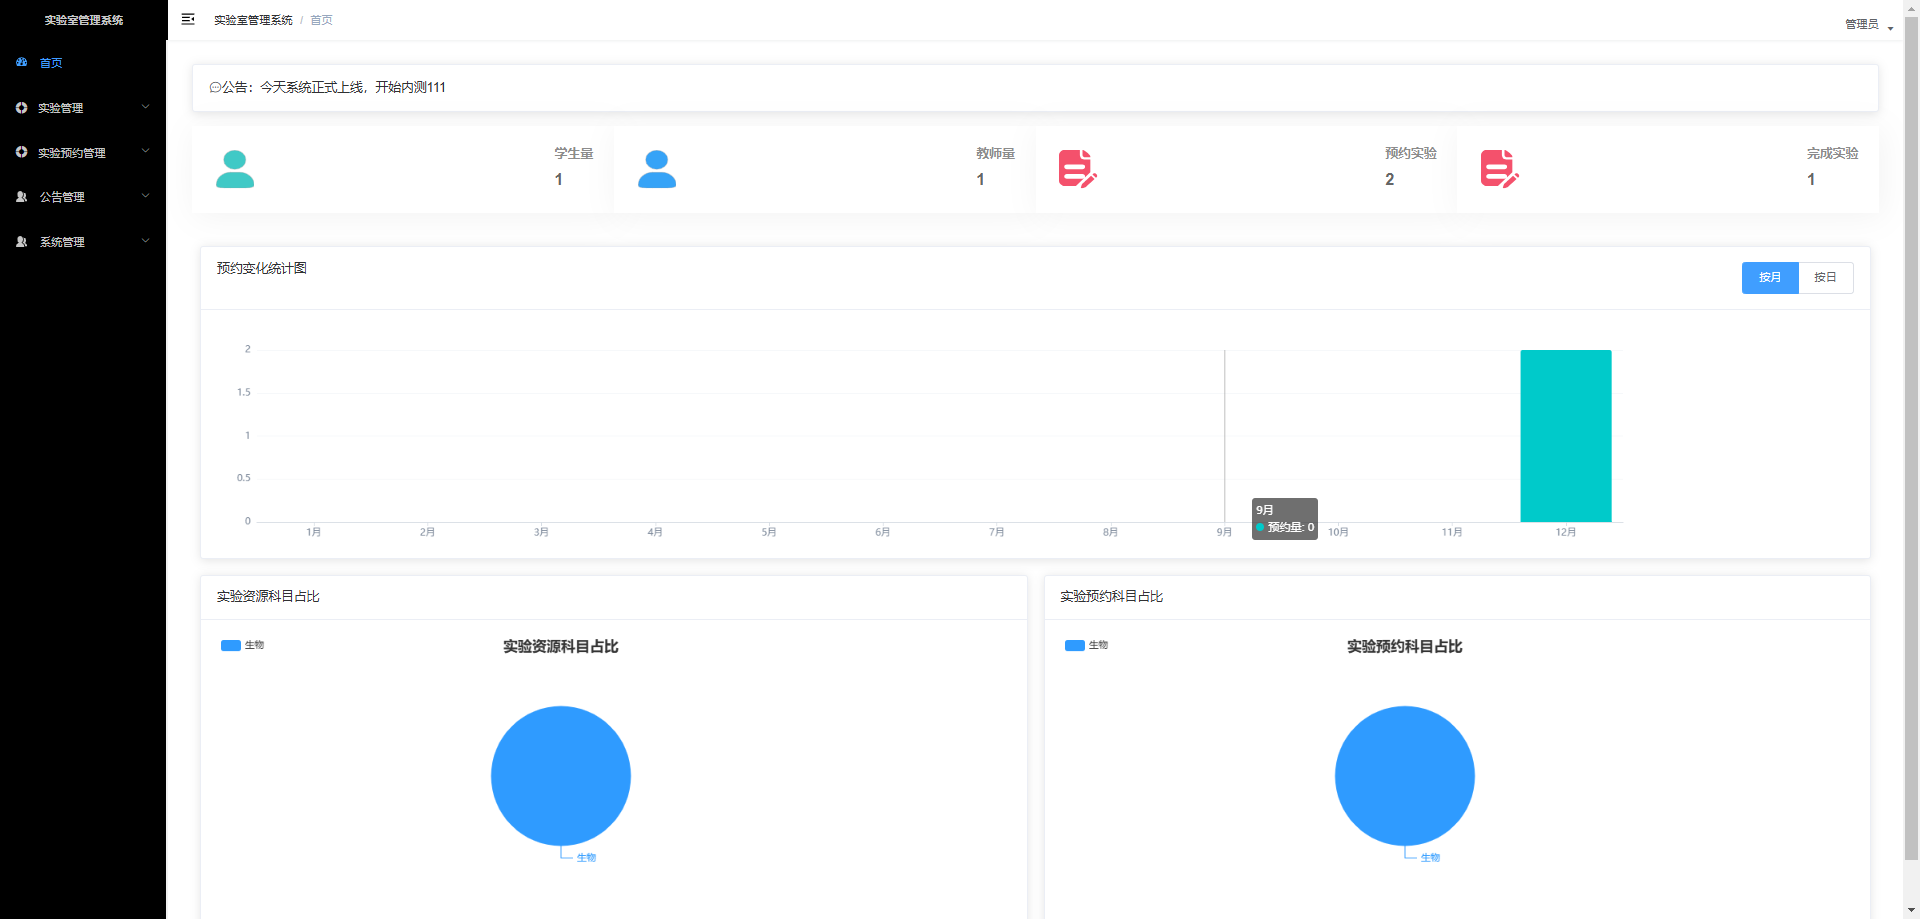 实验室管理系统
首页
实验管理
实验预约管理
公告管理
系统管理
实验室管理系统 / 首页
管理员
公告：今天系统正式上线，开始内测111
学生量
1
教师量
1
预约实验
2
完成实验
1
预约变化统计图
按月 按日
2
1.5
1
0.5
0
1月 2月 3月 4月 5月 6月 7月 8月 9月 10月 11月 12月
9月
预约量: 0
实验资源科目占比
生物
实验资源科目占比
生物
实验预约科目占比
生物
实验预约科目占比
生物